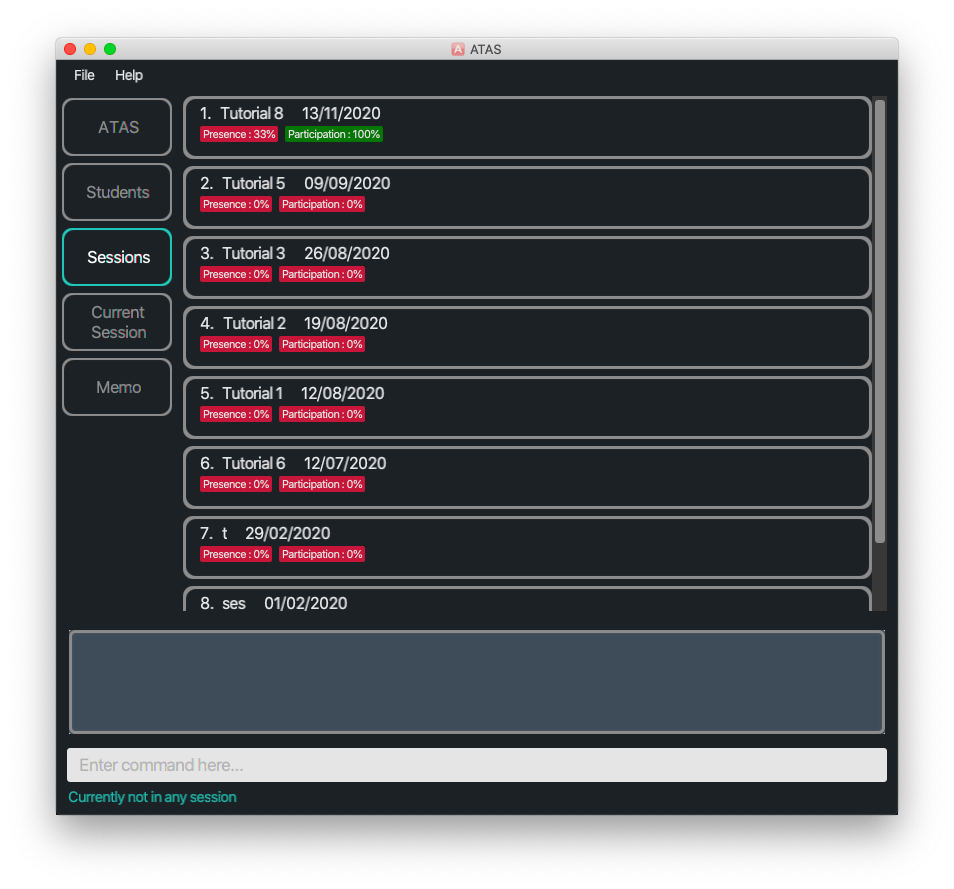 A ATAS
File Help
ATAS
Students
Sessions
Current
Session
Memo
1. Tutorial 8 13/11/2020
Presence : 33% Participation : 100%
2. Tutorial 5 09/09/2020
Presence : 0% Participation : 0%
3. Tutorial 3 26/08/2020
Presence : 0% Participation : 0%
4. Tutorial 2 19/08/2020
Presence : 0% Participation : 0%
5. Tutorial 1 12/08/2020
Presence : 0% Participation : 0%
6. Tutorial 6 12/07/2020
Presence : 0% Participation : 0%
7. t 29/02/2020
Presence : 0% Participation : 0%
8. ses 01/02/2020
Enter command here...
Currently not in any session